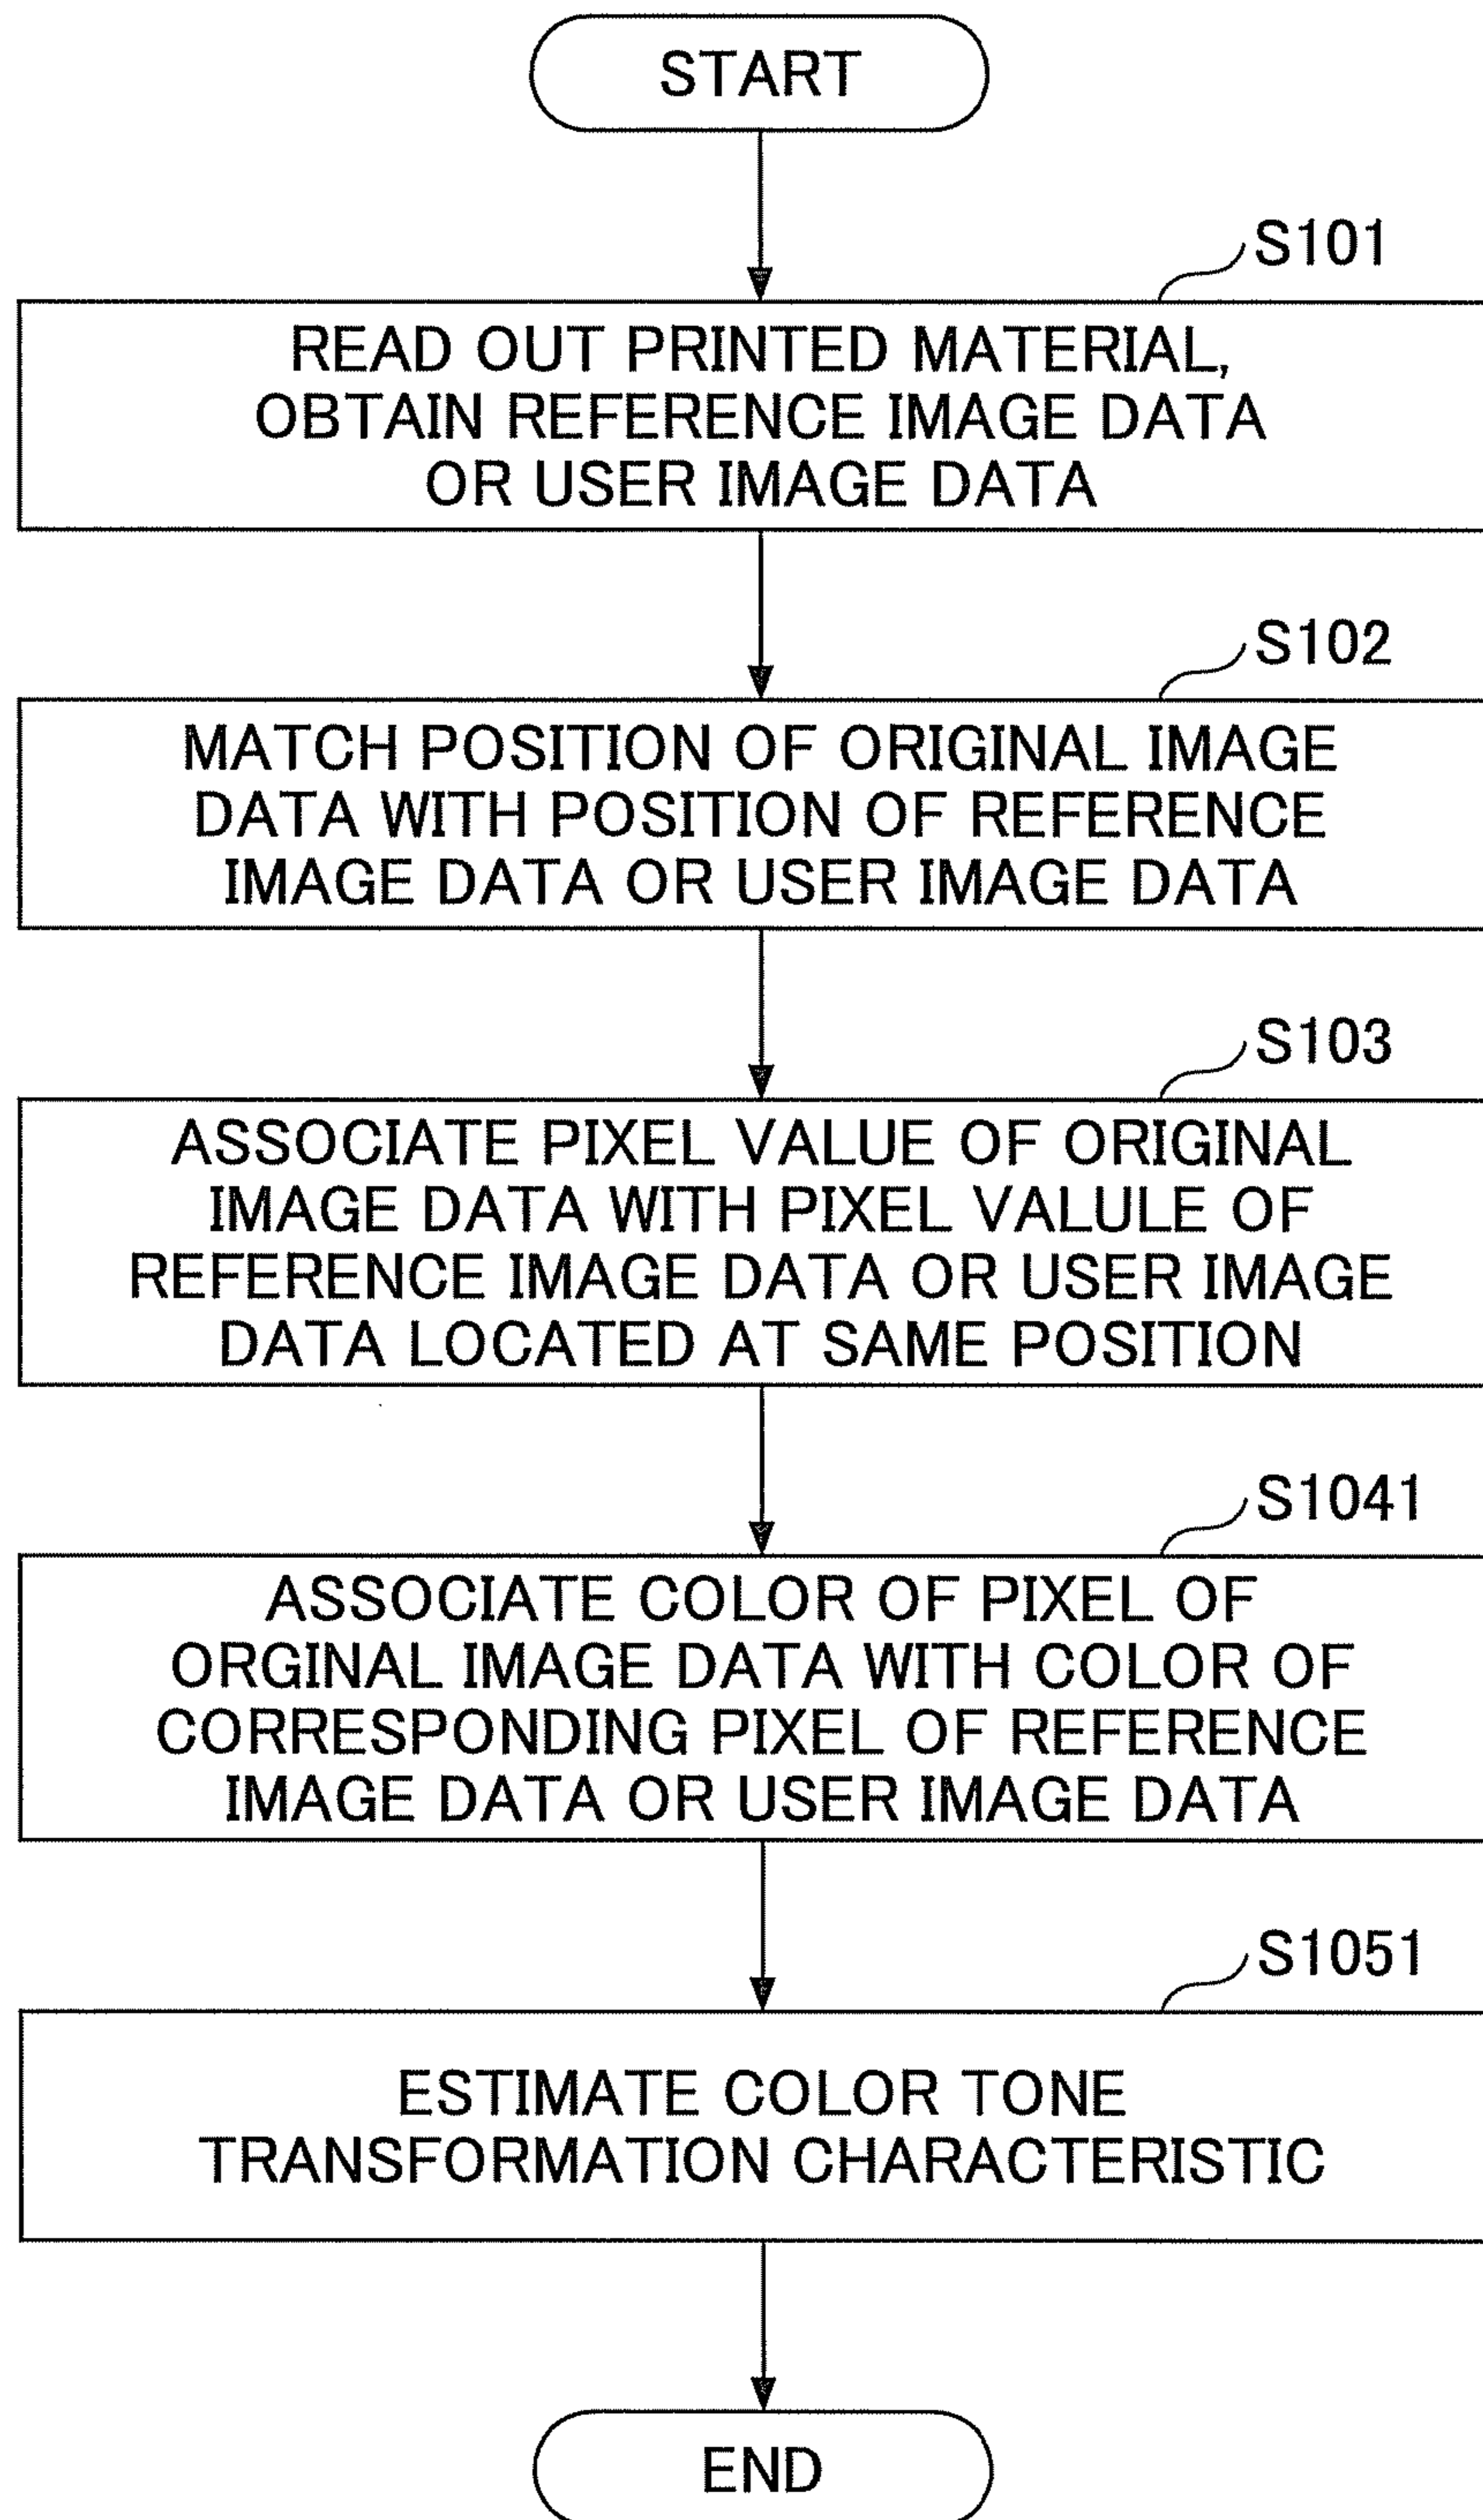 START
S101
READ OUT PRINTED MATERIAL,
OBTAIN REFERENCE IMAGE DATA
OR USER IMAGE DATA
S102
MATCH POSITION OF ORIGINAL IMAGE
DATA WITH POSITION OF REFERENCE
IMAGE DATA OR USER IMAGE DATA
S103
ASSOCIATE PIXEL VALUE OF ORIGINAL
IMAGE DATA WITH PIXEL VALULE OF
REFERENCE IMAGE DATA OR USER IMAGE
DATA LOCATED AT SAME POSITION
S1041
ASSOCIATE COLOR OF PIXEL OF
ORGINAL IMAGE DATA WITH COLOR OF
CORRESPONDING PIXEL OF REFERENCE
IMAGE DATA OR USER IMAGE DATA
S1051
ESTIMATE COLOR TONE
TRANSFORMATION CHARACTERISTIC
END